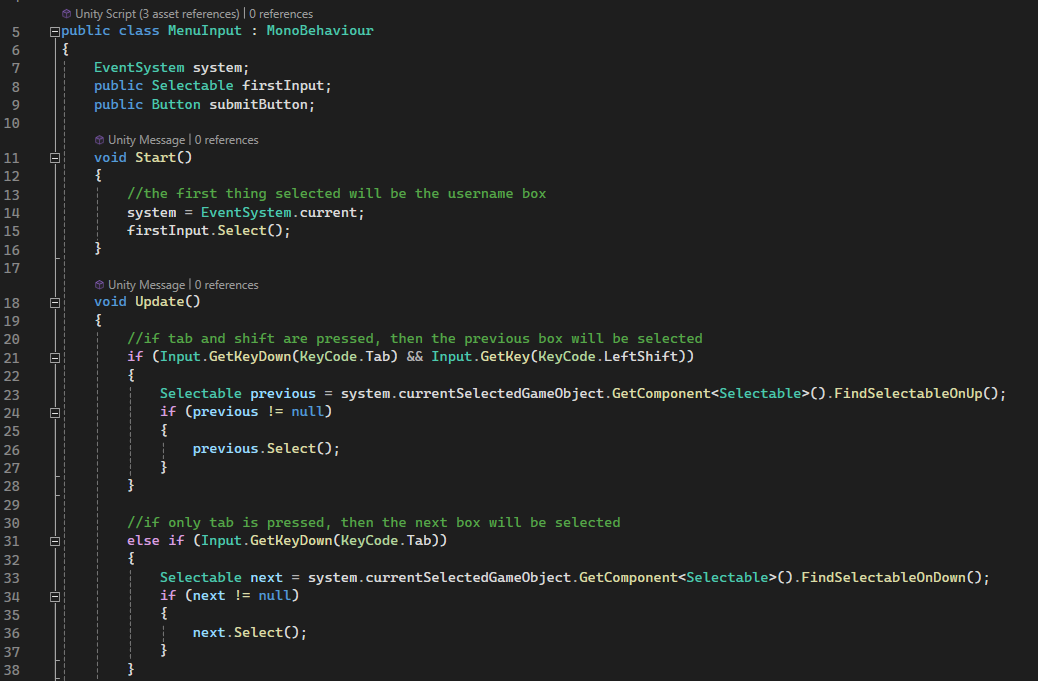 Unity Script (3 asset references) | 0 references
5 public class MenuInput : MonoBehaviour
6 {
7 EventSystem system;
8 public Selectable firstInput;
9 public Button submitButton;
10
Unity Message | 0 references
11 void Start()
12 {
13 //the first thing selected will be the username box
14 system = EventSystem.current;
15 firstInput.Select();
16 }
17
Unity Message | 0 references
18 void Update()
19 {
20 //if tab and shift are pressed, then the previous box will be selected
21 if (Input.GetKeyDown(KeyCode.Tab) && Input.GetKey(KeyCode.LeftShift))
22 {
23 Selectable previous = system.currentSelectedGameObject.GetComponent<Selectable>().FindSelectableOnUp();
24 if (previous != null)
25 {
26 previous.Select();
27 }
28 }
29
30 //if only tab is pressed, then the next box will be selected
31 else if (Input.GetKeyDown(KeyCode.Tab))
32 {
33 Selectable next = system.currentSelectedGameObject.GetComponent<Selectable>().FindSelectableOnDown();
34 if (next != null)
35 {
36 next.Select();
37 }
38 }